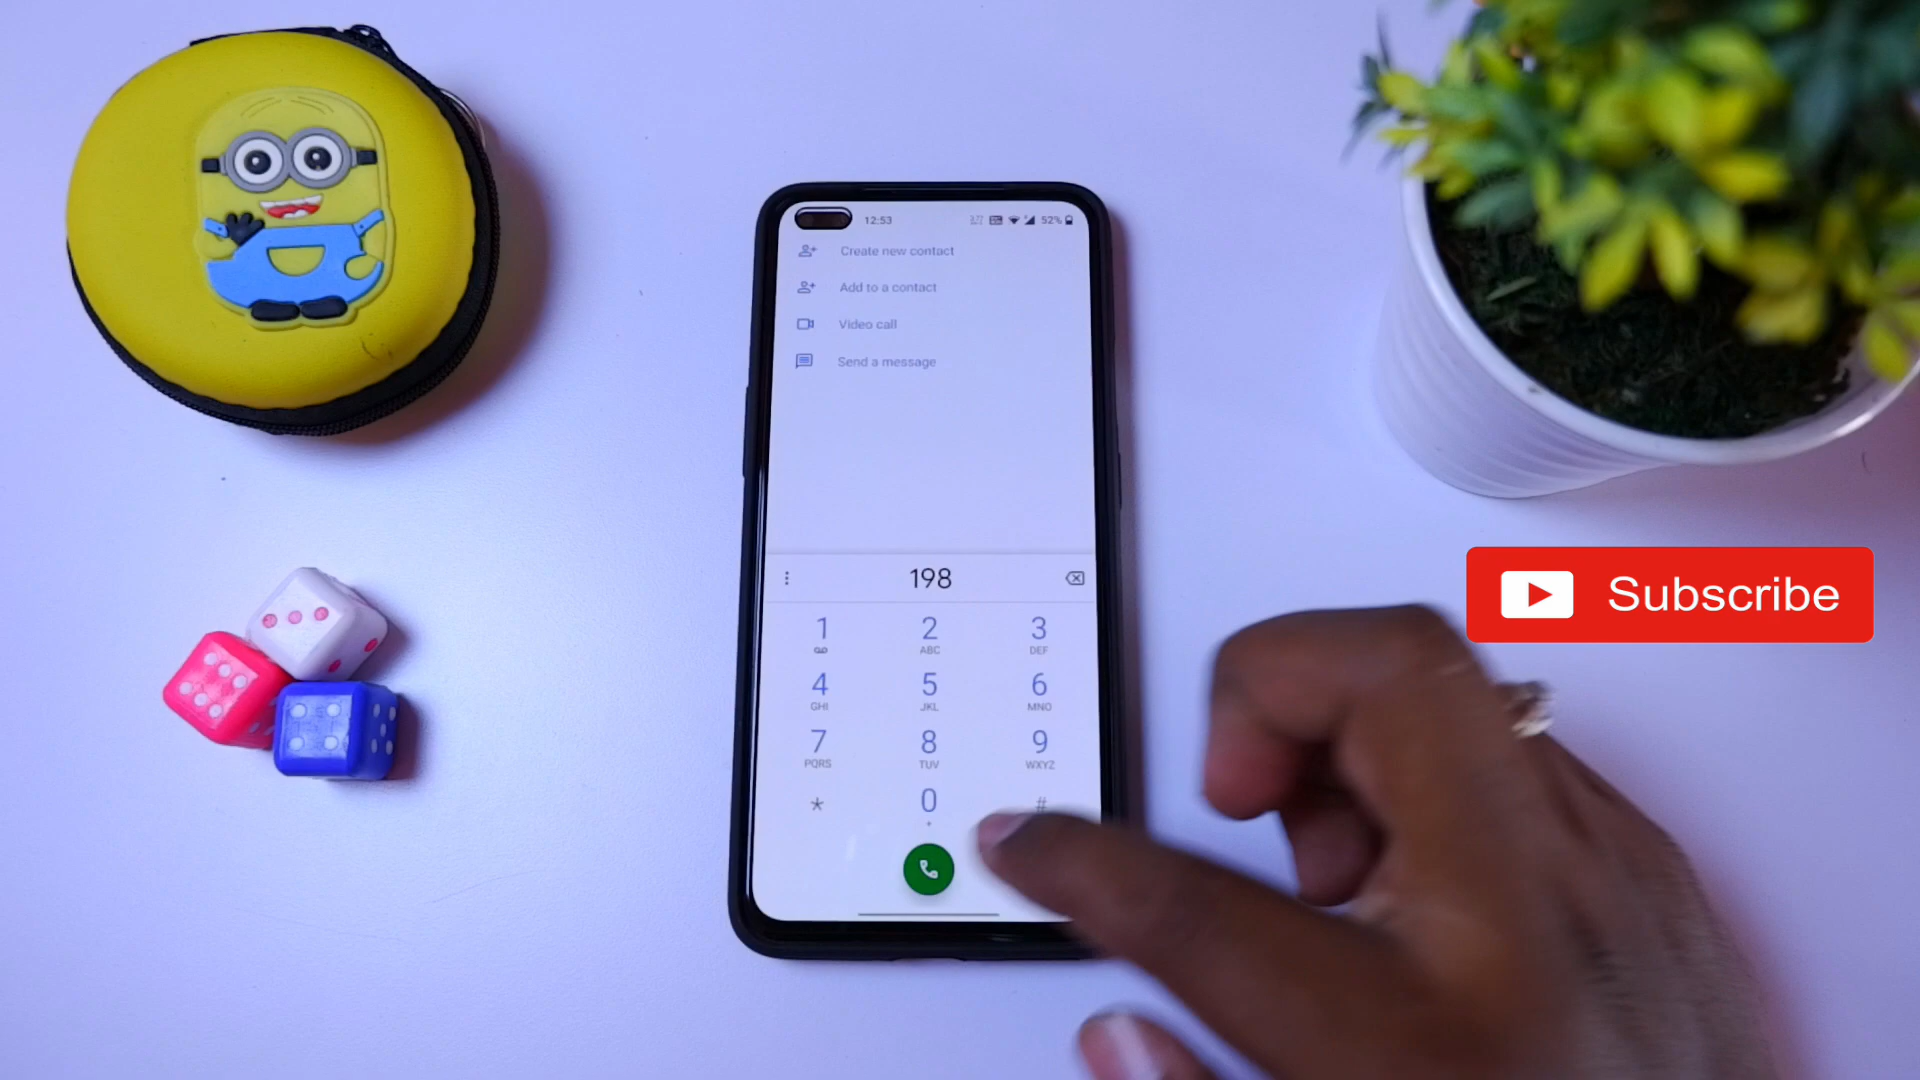 12:53
52%
Create new contact
Add to a contact
Video call
Send a message
198
1 2 3
ABC DEF
4 5 6
GHI JKL MNO
7 8 9
PQRS TUV WXYZ
* 0 #
+
Subscribe